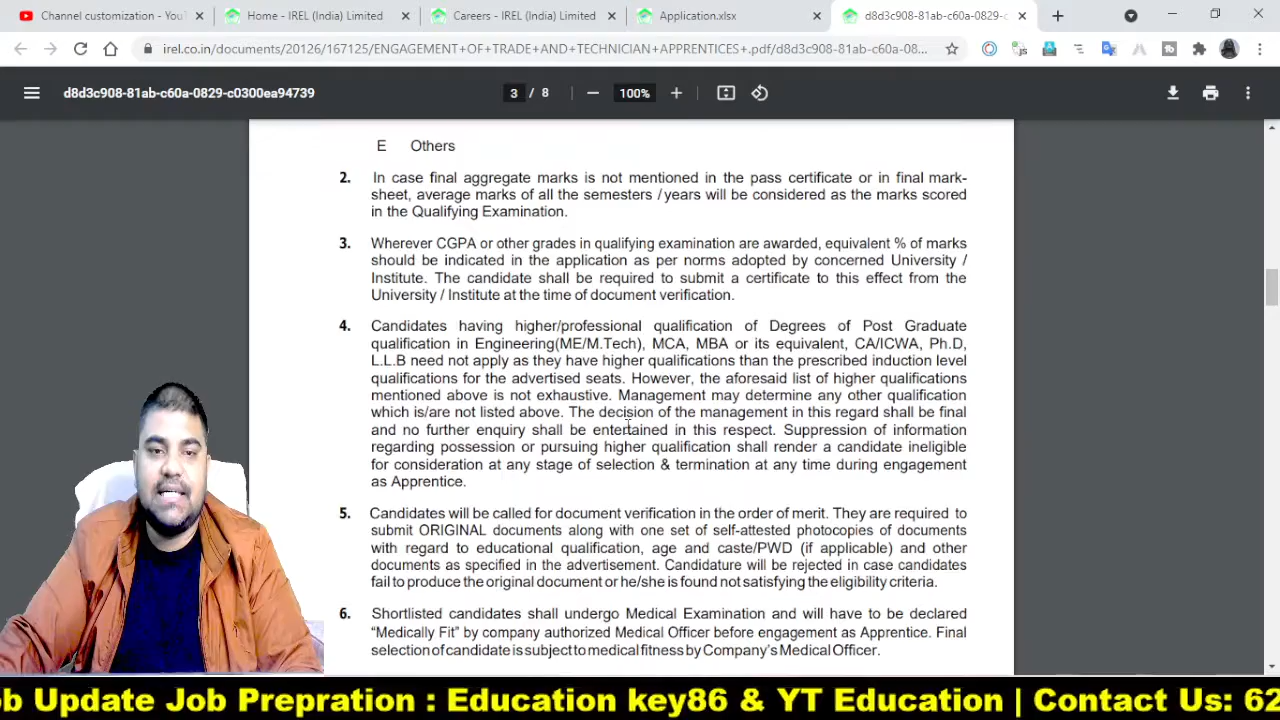 Channel customization - YouT
Home - IREL (India) Limited
Careers - IREL (India) Limited
Application.xlsx
d8d3c908-81ab-c60a-0829-c
irel.co.in/documents/20126/167125/ENGAGEMENT+OF+TRADE+AND+TECHNICIAN+APPRENTICES+.pdf/d8d3c908-81ab-c60a-08...
d8d3c908-81ab-c60a-0829-c0300ea94739
3 / 8
100%
E Others
2. In case final aggregate marks is not mentioned in the pass certificate or in final mark-
sheet, average marks of all the semesters / years will be considered as the marks scored
in the Qualifying Examination.
3. Wherever CGPA or other grades in qualifying examination are awarded, equivalent % of marks
should be indicated in the application as per norms adopted by concerned University /
Institute. The candidate shall be required to submit a certificate to this effect from the
University / Institute at the time of document verification.
4. Candidates having higher/professional qualification of Degrees of Post Graduate
qualification in Engineering(ME/M.Tech), MCA, MBA or its equivalent, CA/ICWA, Ph.D,
L.L.B need not apply as they have higher qualifications than the prescribed induction level
qualifications for the advertised seats. However, the aforesaid list of higher qualifications
mentioned above is not exhaustive. Management may determine any other qualification
which is/are not listed above. The decision of the management in this regard shall be final
and no further enquiry shall be entertained in this respect. Suppression of information
regarding possession or pursuing higher qualification shall render a candidate ineligible
for consideration at any stage of selection & termination at any time during engagement
as Apprentice.
5. Candidates will be called for document verification in the order of merit. They are required to
submit ORIGINAL documents along with one set of self-attested photocopies of documents
with regard to educational qualification, age and caste/PWD (if applicable) and other
documents as specified in the advertisement. Candidature will be rejected in case candidates
fail to produce the original document or he/she is found not satisfying the eligibility criteria.
6. Shortlisted candidates shall undergo Medical Examination and will have to be declared
“Medically Fit” by company authorized Medical Officer before engagement as Apprentice. Final
selection of candidate is subject to medical fitness by Company's Medical Officer.
ob Update Job Prepration : Education key86 & YT Education | Contact Us: 62